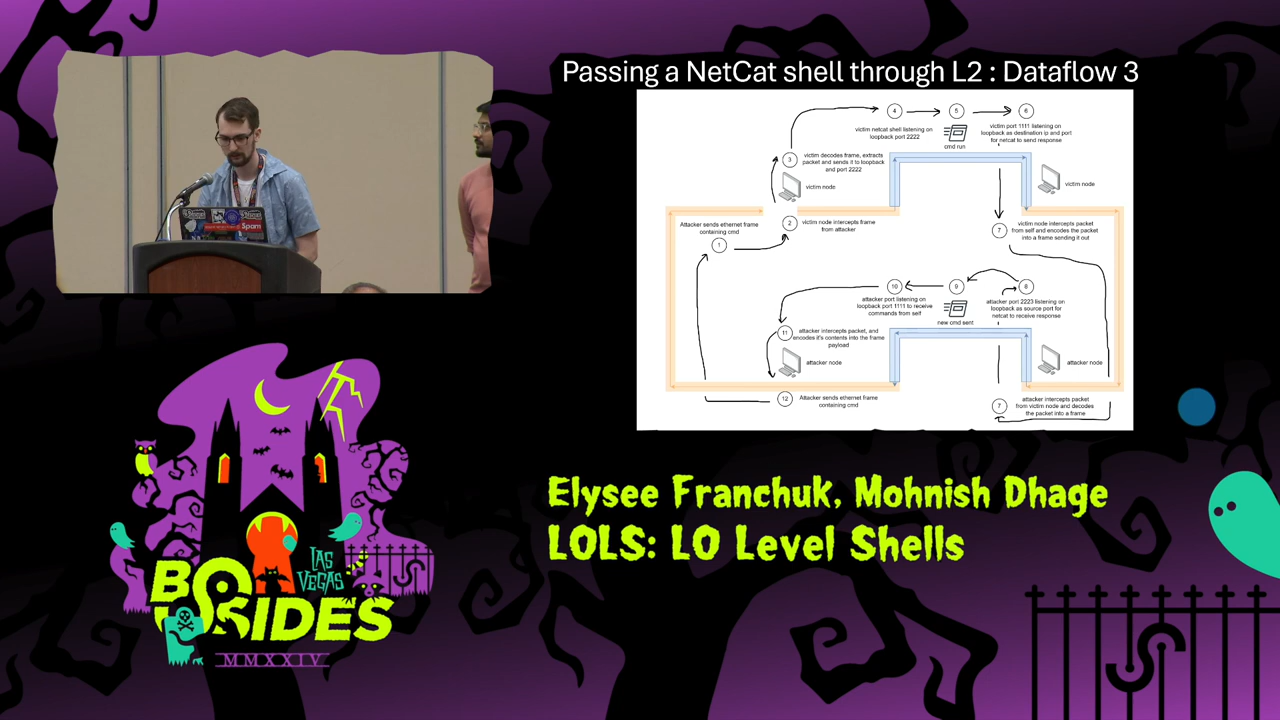 Passing a NetCat shell through L2 : Dataflow 3
4
5
6
victim netcat shell listening on
loopback port 2222
cmd run
victim port 1111 listening on
loopback as destination ip and port
for netcat to send response
3
victim decodes frame, extracts
packet and sends it to loopback
and port 2222
victim node
victim node
Attacker sends ethernet frame
containing cmd
1
2
victim node intercepts frame
from attacker
7
victim node intercepts packet
from self and encodes the packet
into a frame sending it out
10
9
8
attacker port listening on
loopback port 1111 to receive
commands from self
new cmd sent
attacker port 2223 listening on
loopback as source port for
netcat to receive response
11
attacker intercepts packet, and
encodes it's contents into the frame
payload
attacker node
attacker node
12
Attacker sends ethernet frame
containing cmd
7
attacker intercepts packet
from victim node and decodes
the packet into a frame
Spam
Elysee Franchuk, Mohnish Dhage
LOLS: LO Level Shells
LAS
VEGAS
BSIDES
MMXXIV